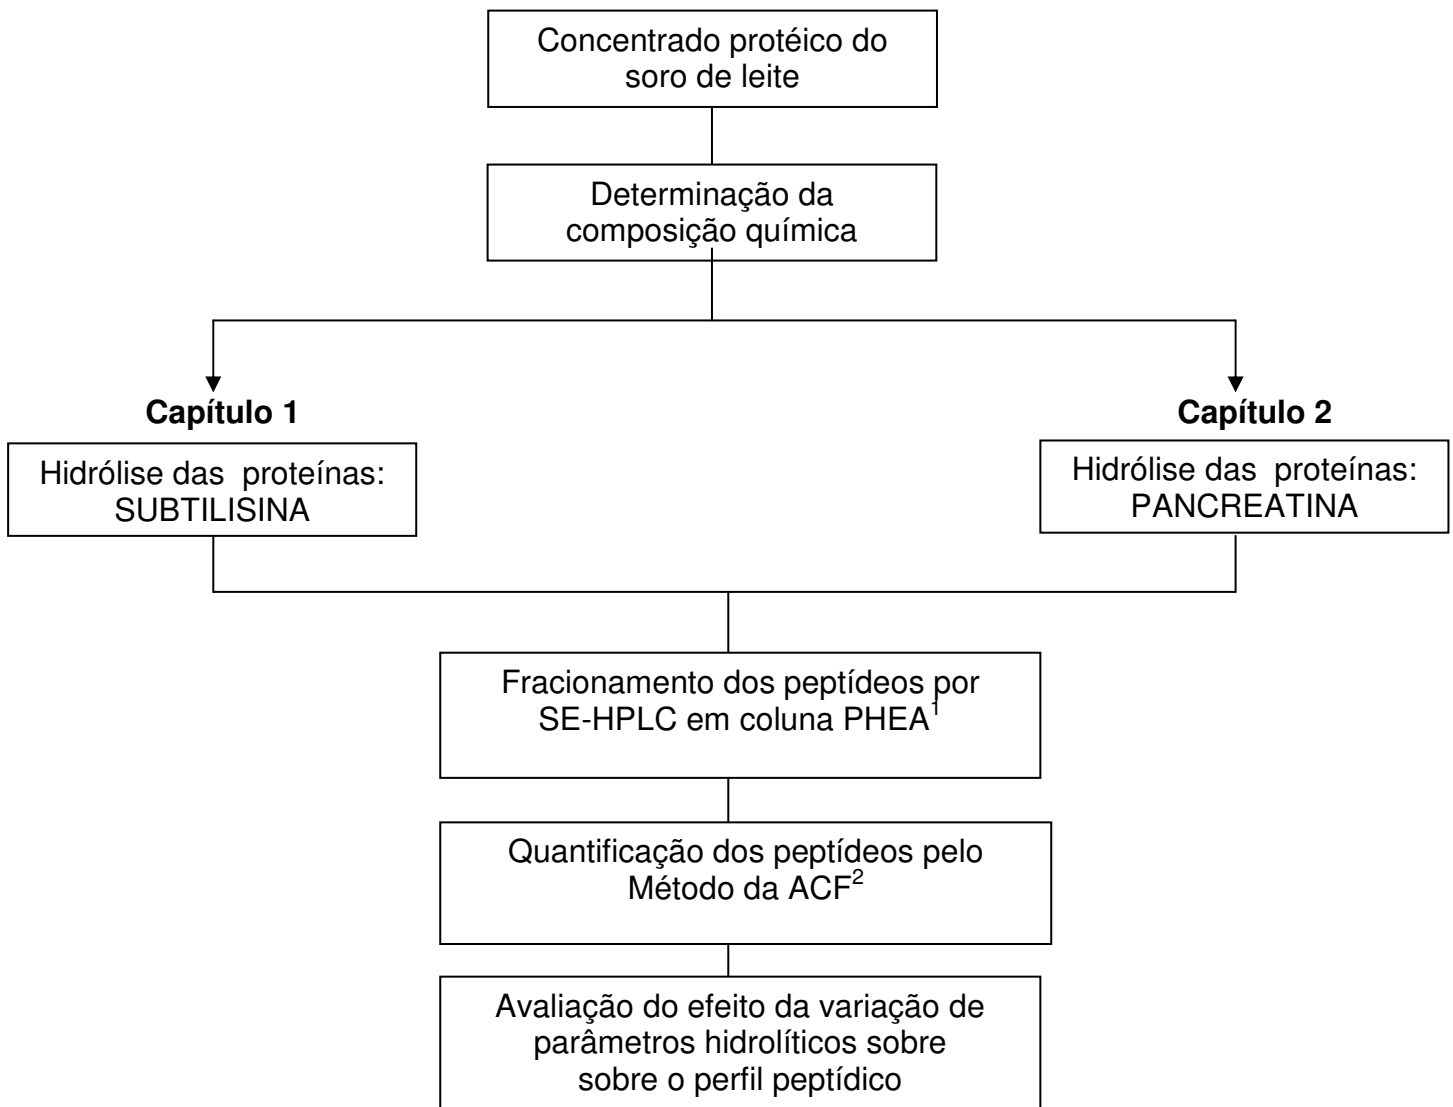 Concentrado protéico do
soro de leite
Determinação da
composição química
Capítulo 1
Capítulo 2
Hidrólise das  proteínas:
SUBTILISINA
Hidrólise das  proteínas:
PANCREATINA
Fracionamento dos peptídeos por
SE-HPLC em coluna PHEA¹
Quantificação dos peptídeos pelo
Método da ACF²
Avaliação do efeito da variação de
parâmetros hidrolíticos sobre
sobre o perfil peptídico